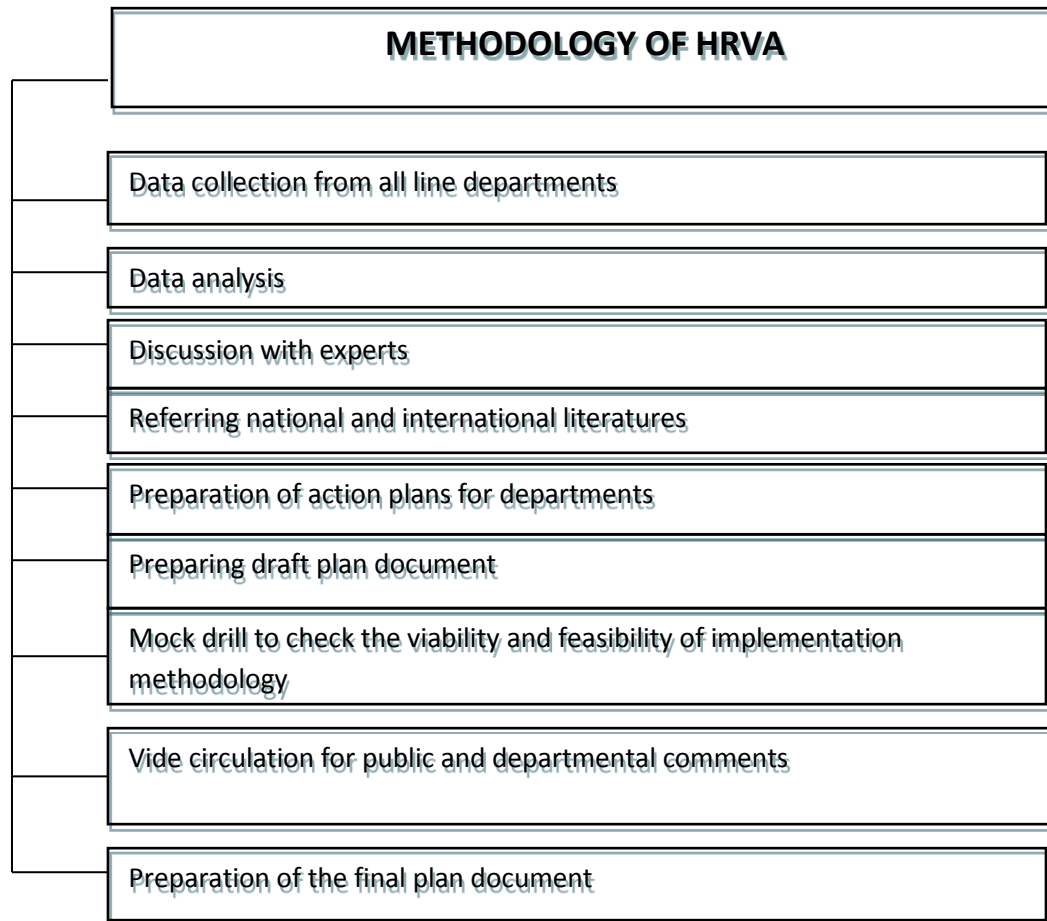 METHODOLOGY OF HRVA
Data collection from all line departments
Data analysis
Discussion with experts
Referring national and international literatures
Preparation of action plans for departments
Preparing draft plan document
Mock drill to check the viability and feasibility of implementation
methodology
Vide circulation for public and departmental comments
Preparation of the final plan document